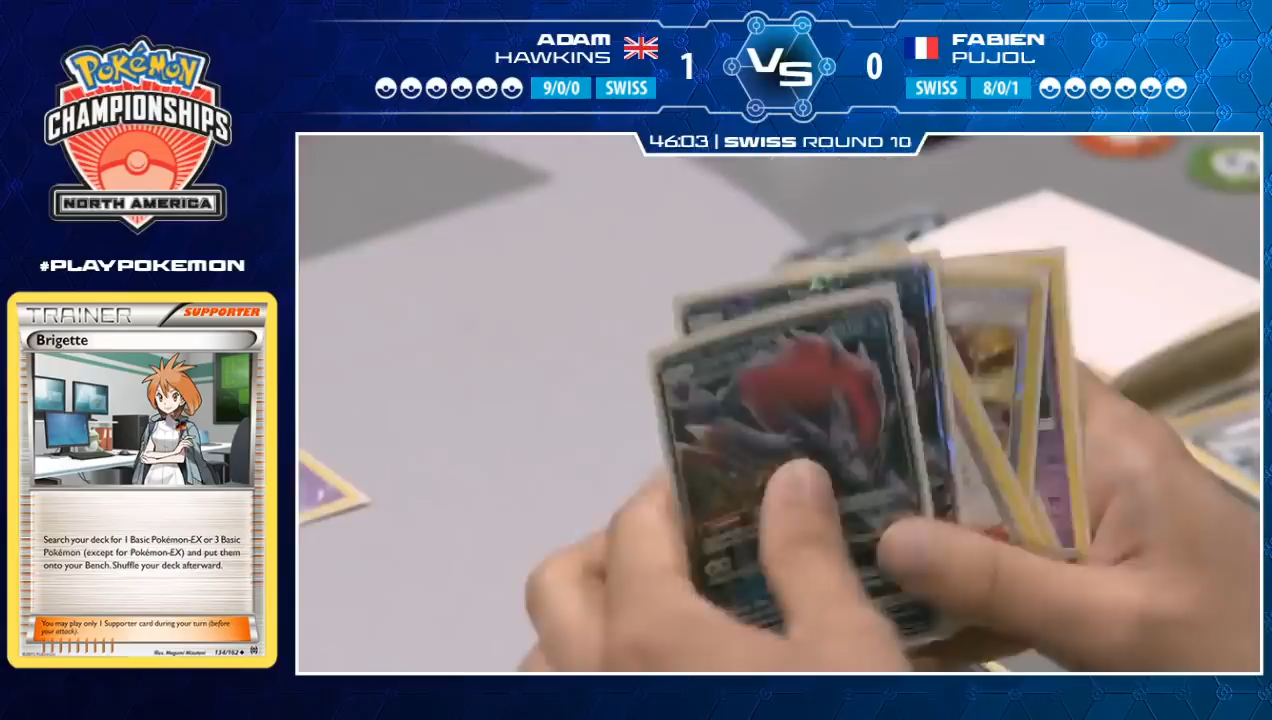 Pokémon
CHAMPIONSHIPS
NORTH AMERICA
#PLAYPOKEMON
ADAM
HAWKINS
9/0/0
SWISS
1
VS
0
FABIEN
PUJOL
SWISS
8/0/1
46:03 | SWISS ROUND 10
TRAINER
SUPPORTER
Brigette
Search your deck for 1 Basic Pokémon-EX or 3 Basic
Pokémon (except for Pokémon-EX) and put them
onto your Bench. Shuffle your deck afterward.
You may play only 1 Supporter card during your turn (before
your attack).
Illus. Megumi Mizutani
134/162